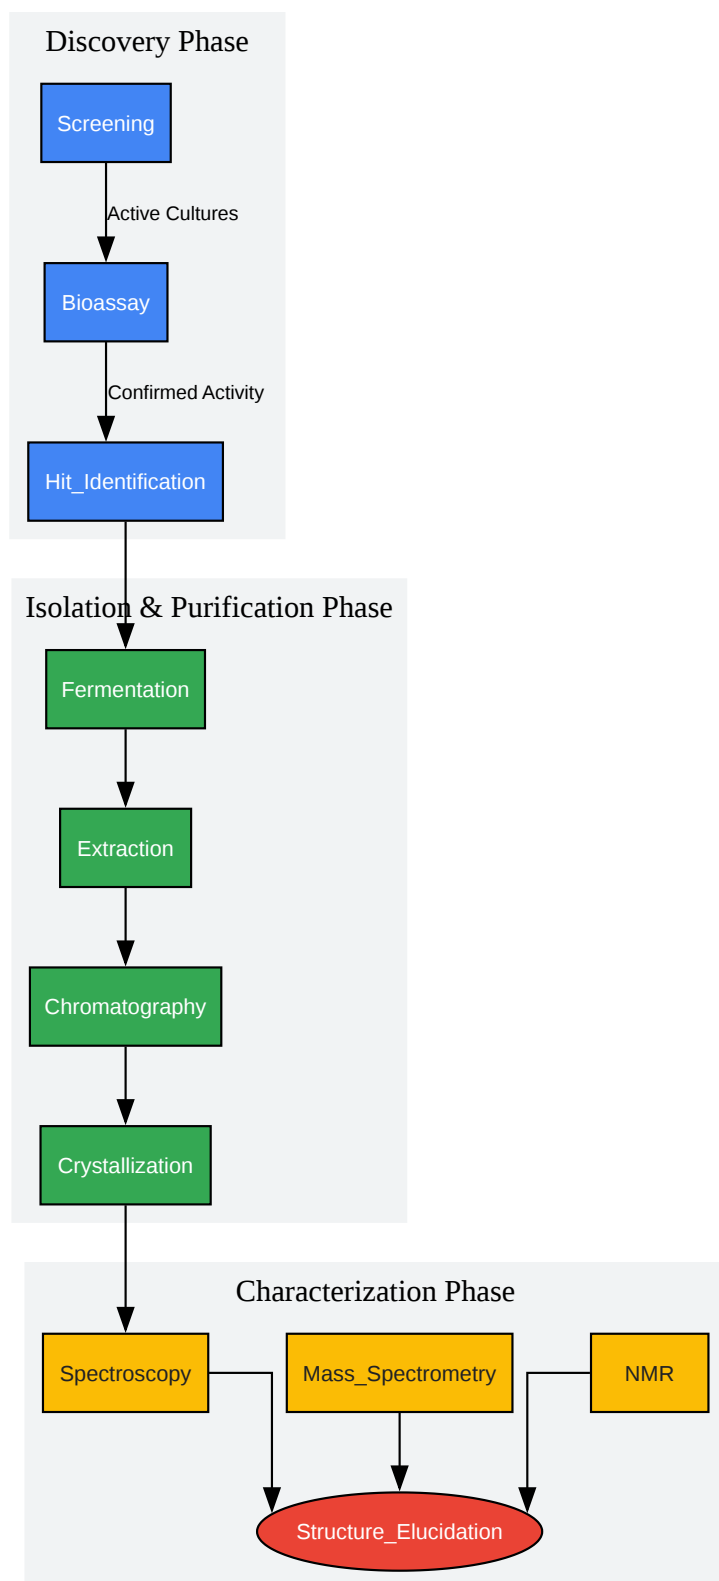 Discovery Phase
Screening
Active Cultures
Bioassay
Confirmed Activity
Hit_Identification
Isolation & Purification Phase
Fermentation
Extraction
Chromatography
Crystallization
Characterization Phase
Spectroscopy
Mass_Spectrometry
NMR
Structure_Elucidation